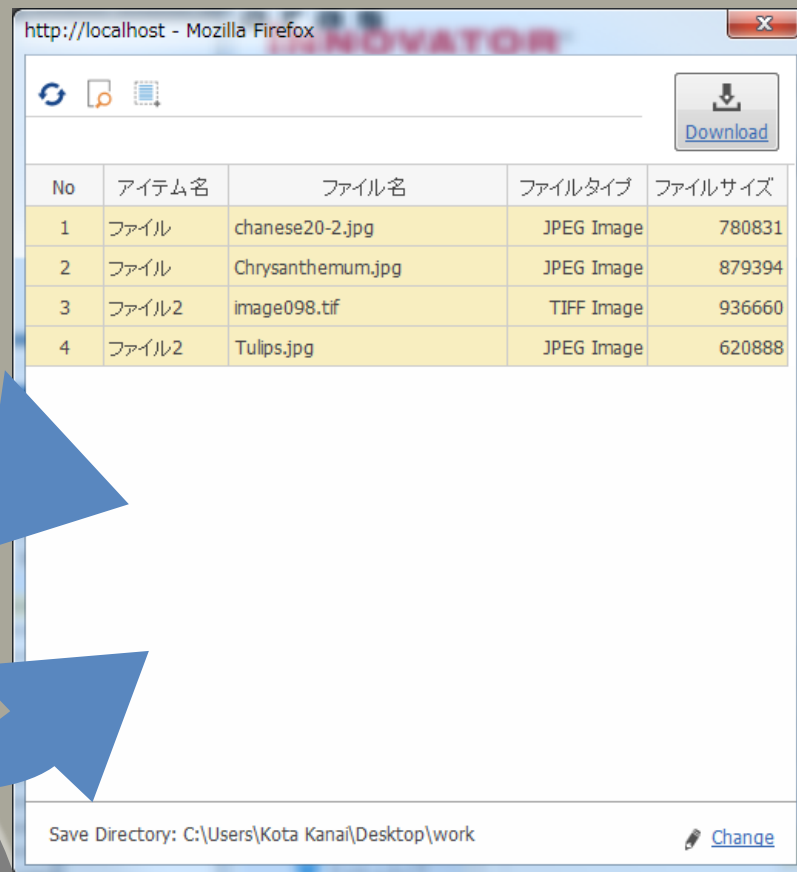 http://localhost - Mozilla Firefox
INNOVATOR
Download
No アイテム名 ファイル名 ファイルタイプ ファイルサイズ
1 ファイル chanese20-2.jpg JPEG Image 780831
2 ファイル Chrysanthemum.jpg JPEG Image 879394
3 ファイル2 image098.tif TIFF Image 936660
4 ファイル2 Tulips.jpg JPEG Image 620888
Save Directory: C:\Users\Kota Kanai\Desktop\work Change